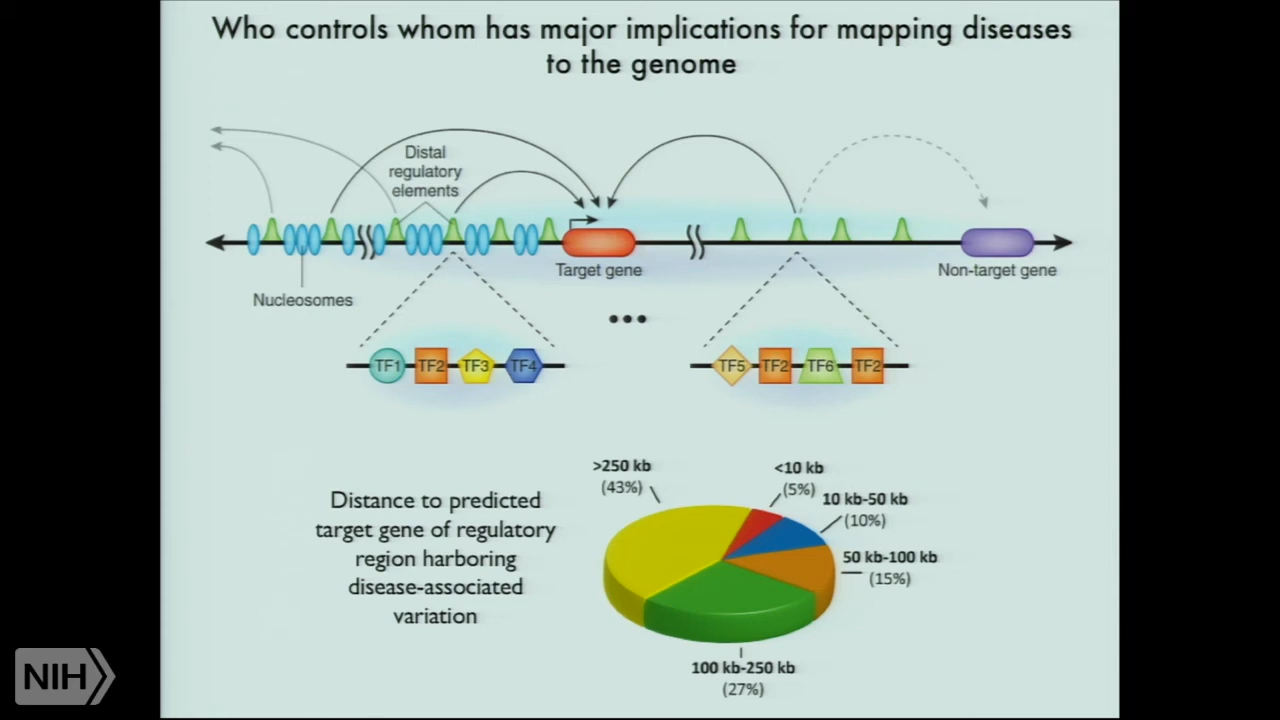 Who controls whom has major implications for mapping diseases
to the genome
Distal
regulatory
elements
Target gene
Non-target gene
Nucleosomes
...
TF1 TF2 TF3 TF4
TF5 TF2 TF6 TF2
>250 kb
(43%)
<10 kb
(5%)
10 kb-50 kb
(10%)
50 kb-100 kb
(15%)
100 kb-250 kb
(27%)
Distance to predicted
target gene of regulatory
region harboring
disease-associated
variation
NIH